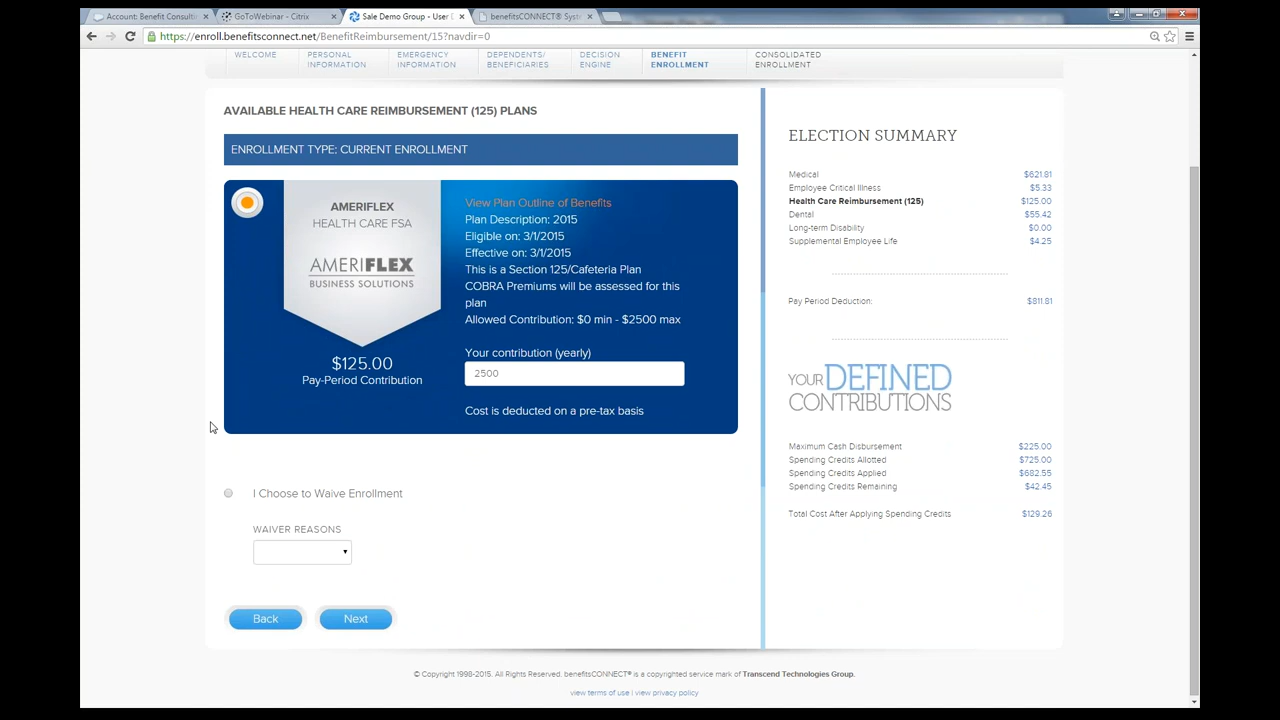 Account: Benefit Consulti
GoToWebinar - Citrix
Sale Demo Group - User D
benefitsCONNECT® Syst
https://enroll.benefitsconnect.net/BenefitReimbursement/15?navdir=0
WELCOME
PERSONAL
INFORMATION
EMERGENCY
INFORMATION
DEPENDENTS/
BENEFICIARIES
DECISION
ENGINE
BENEFIT
ENROLLMENT
CONSOLIDATED
ENROLLMENT
AVAILABLE HEALTH CARE REIMBURSEMENT (125) PLANS
ENROLLMENT TYPE: CURRENT ENROLLMENT
AMERIFLEX
HEALTH CARE FSA
AMERIFLEX
BUSINESS SOLUTIONS
$125.00
Pay-Period Contribution
View Plan Outline of Benefits
Plan Description: 2015
Eligible on: 3/1/2015
Effective on: 3/1/2015
This is a Section 125/Cafeteria Plan
COBRA Premiums will be assessed for this
plan
Allowed Contribution: $0 min - $2500 max
Your contribution (yearly)
2500
Cost is deducted on a pre-tax basis
I Choose to Waive Enrollment
WAIVER REASONS
Back
Next
ELECTION SUMMARY
Medical $621.81
Employee Critical Illness $5.33
Health Care Reimbursement (125) $125.00
Dental $55.42
Long-term Disability $0.00
Supplemental Employee Life $4.25
Pay Period Deduction: $811.81
YOUR DEFINED
CONTRIBUTIONS
Maximum Cash Disbursement $225.00
Spending Credits Allotted $725.00
Spending Credits Applied $682.55
Spending Credits Remaining $42.45
Total Cost After Applying Spending Credits $129.26
© Copyright 1998-2015. All Rights Reserved. benefitsCONNECT® is a copyrighted service mark of Transcend Technologies Group.
view terms of use | view privacy policy